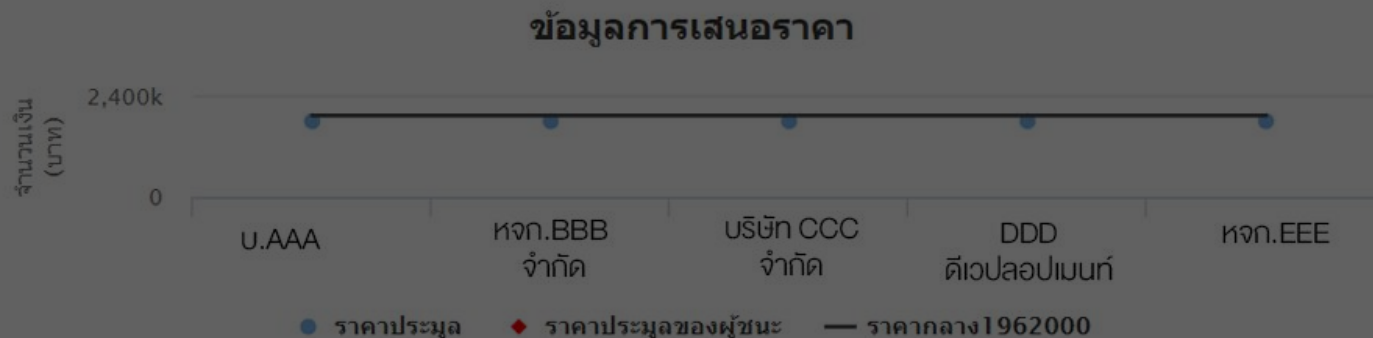 ข้อมูลการเสนอราคา
จำนวนเงิน
(บาท)
2,400k
0
บ.AAA
หจก.BBB
จำกัด
บริษัท CCC
จำกัด
DDD
ดีเวปลอปเมนท์
หจก.EEE
ราคาประมูล ราคาประมูลของผู้ชนะ ราคากลาง1962000